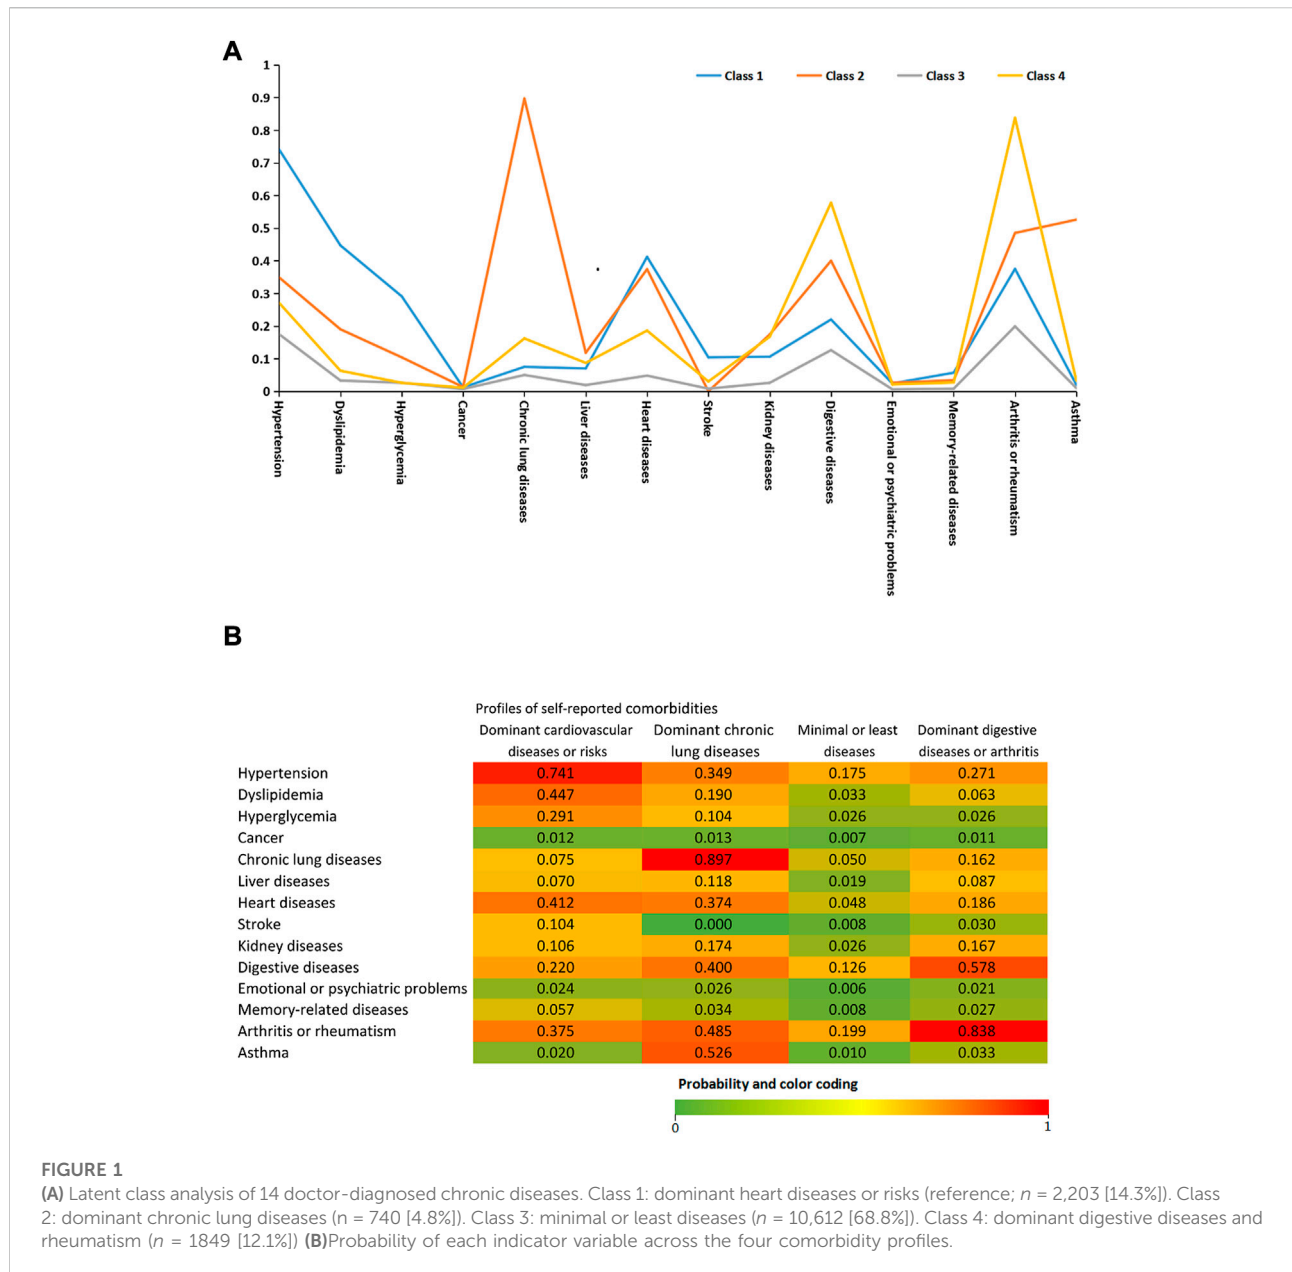 A
1
0.9
0.8
0.7
0.6
0.5
0.4
0.3
0.2
0.1
0
Class 1 Class 2 Class 3 Class 4
Hypertension
Dyslipidemia
Hyperglycemia
Cancer
Chronic lung diseases
Liver diseases
Heart diseases
Stroke
Kidney diseases
Digestive diseases
Emotional or psychiatric problems
Memory-related diseases
Arthritis or rheumatism
Asthma
B
Profiles of self-reported comorbidities
Dominant cardiovascular Dominant chronic Minimal or least Dominant digestive
diseases or risks lung diseases diseases diseases or arthritis
Hypertension 0.741 0.349 0.175 0.271
Dyslipidemia 0.447 0.190 0.033 0.063
Hyperglycemia 0.291 0.104 0.026 0.026
Cancer 0.012 0.013 0.007 0.011
Chronic lung diseases 0.075 0.897 0.050 0.162
Liver diseases 0.070 0.118 0.019 0.087
Heart diseases 0.412 0.374 0.048 0.186
Stroke 0.104 0.000 0.008 0.030
Kidney diseases 0.106 0.174 0.026 0.167
Digestive diseases 0.220 0.400 0.126 0.578
Emotional or psychiatric problems 0.024 0.026 0.006 0.021
Memory-related diseases 0.057 0.034 0.008 0.027
Arthritis or rheumatism 0.375 0.485 0.199 0.838
Asthma 0.020 0.526 0.010 0.033
Probability and color coding
0 1
FIGURE 1
(A) Latent class analysis of 14 doctor-diagnosed chronic diseases. Class 1: dominant heart diseases or risks (reference; n = 2,203 [14.3%]). Class
2: dominant chronic lung diseases (n = 740 [4.8%]). Class 3: minimal or least diseases (n = 10,612 [68.8%]). Class 4: dominant digestive diseases and
rheumatism (n = 1849 [12.1%]) (B)Probability of each indicator variable across the four comorbidity profiles.